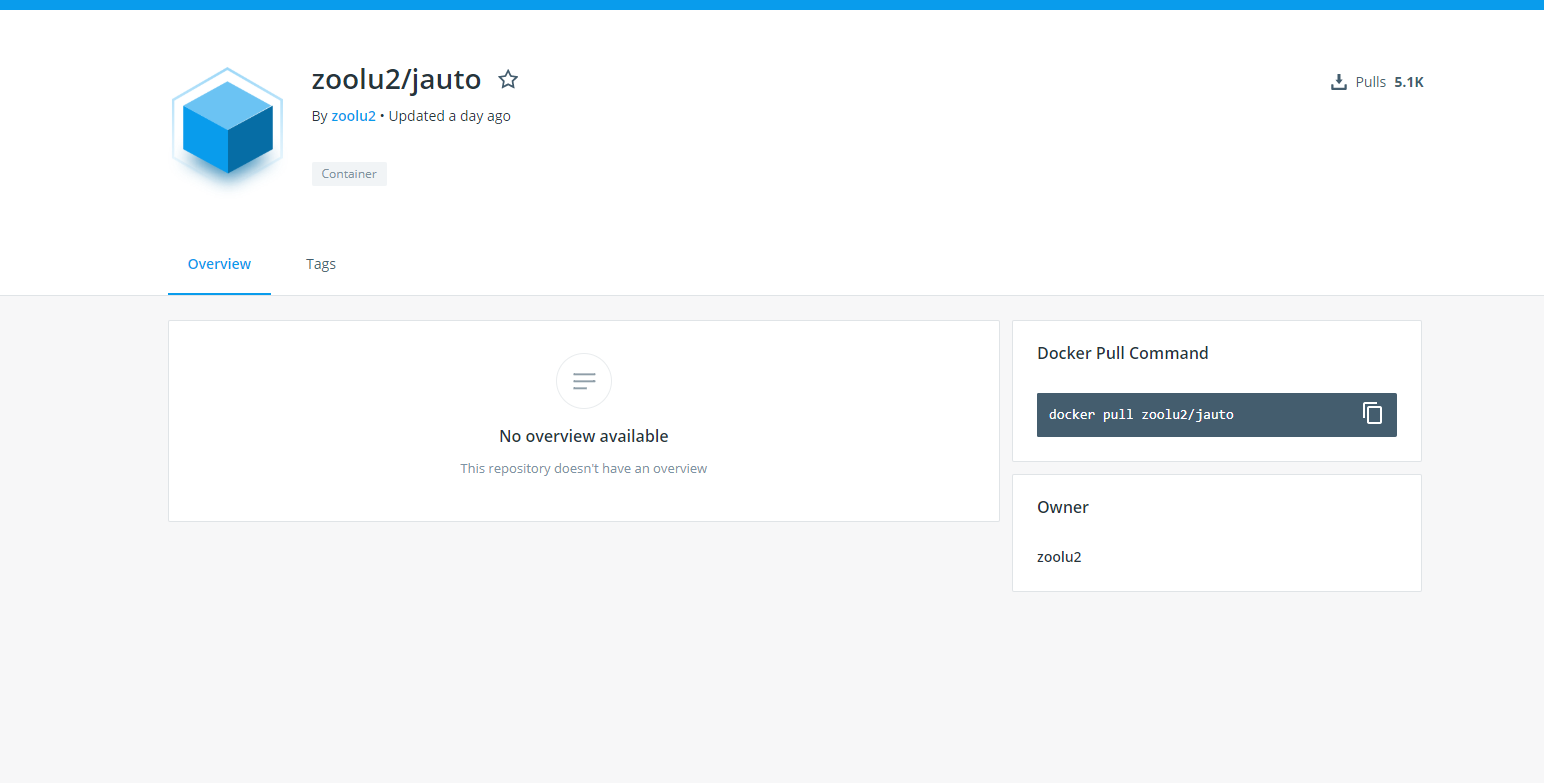 zoolu2/jauto
Pulls 5.1K
By zoolu2 • Updated a day ago
Container
Overview
Tags
No overview available
This repository doesn't have an overview
Docker Pull Command
docker pull zoolu2/jauto
Owner
zoolu2